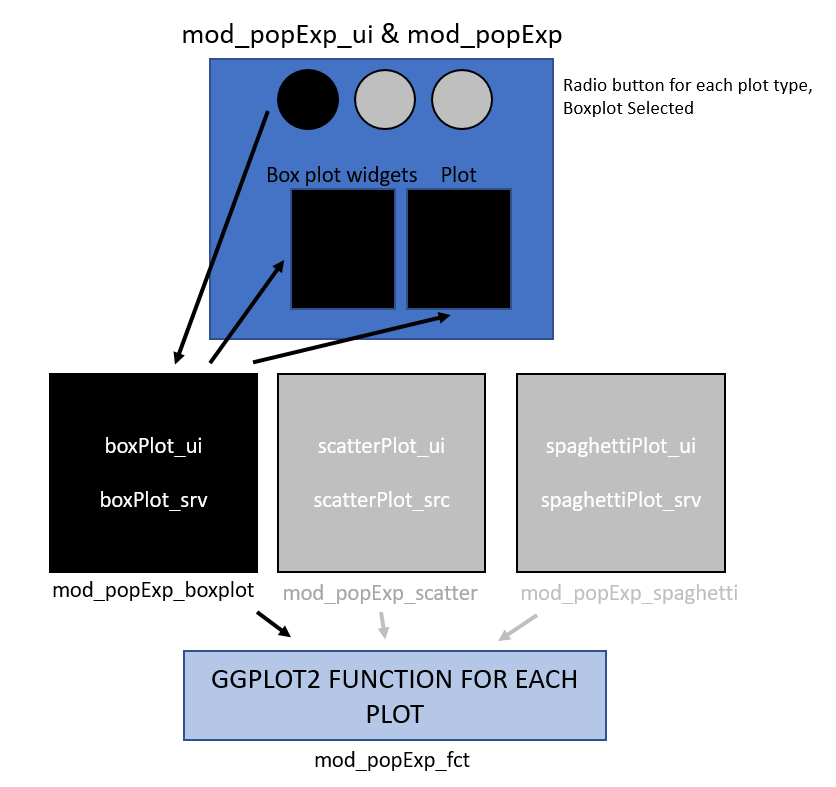 mod_popExp_ui & mod_popExp
Radio button for each plot type,
Boxplot Selected
Box plot widgets
Plot
boxPlot_ui
boxPlot_srv
mod_popExp_boxplot
scatterPlot_ui
scatterPlot_src
mod_popExp_scatter
spaghettiPlot_ui
spaghettiPlot_srv
mod_popExp_spaghetti
GGPLOT2 FUNCTION FOR EACH
PLOT
mod_popExp_fct